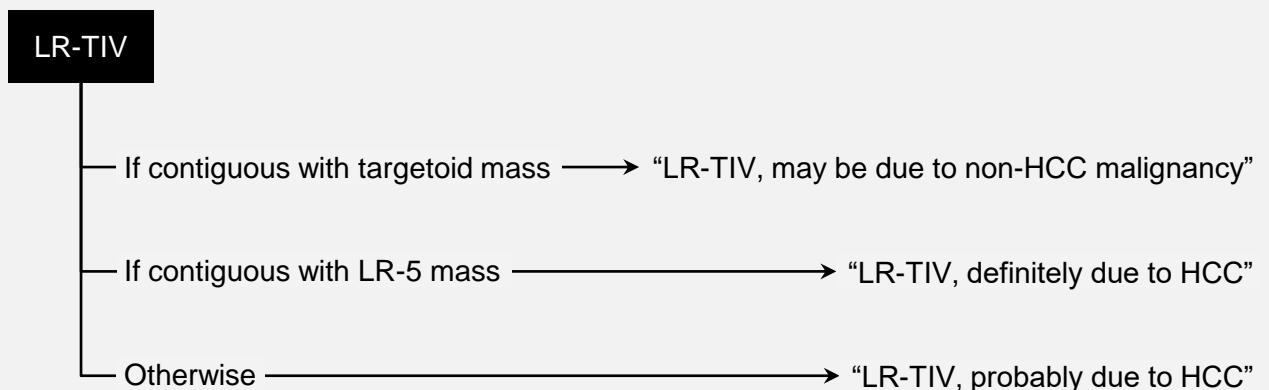 LR-TIV
If contiguous with targetoid mass “LR-TIV, may be due to non-HCC malignancy”
If contiguous with LR-5 mass “LR-TIV, definitely due to HCC”
Otherwise “LR-TIV, probably due to HCC”